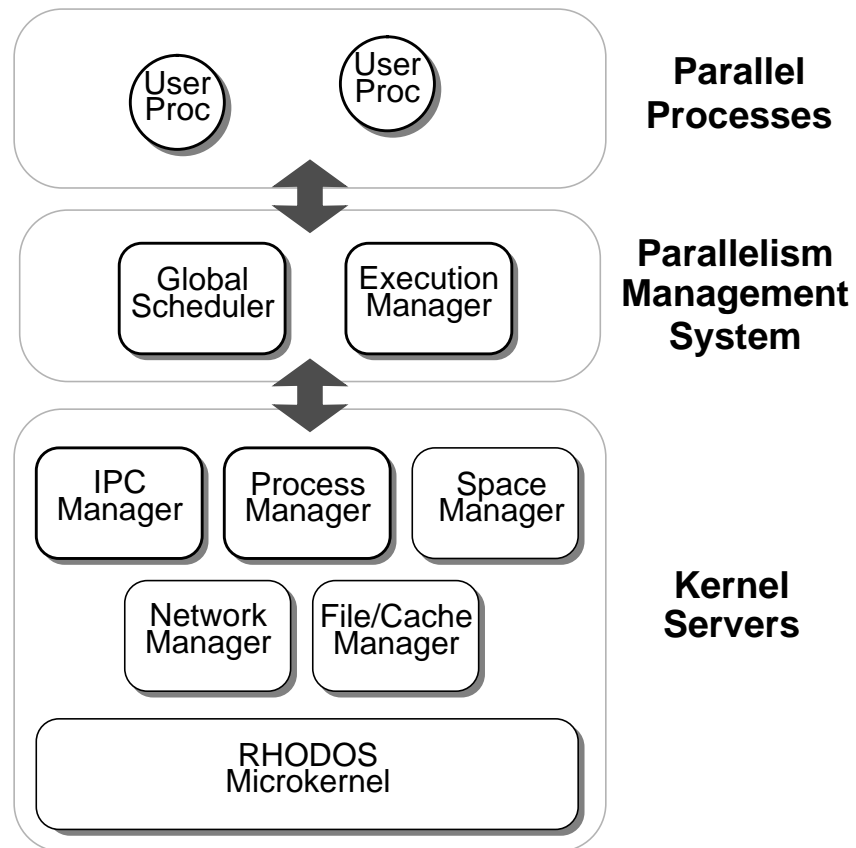 User
Proc
User
Proc
Parallel
Processes
Global
Scheduler
Execution
Manager
Parallelism
Management
System
IPC
Manager
Process
Manager
Space
Manager
Network
Manager
File/Cache
Manager
Kernel
Servers
RHODOS
Microkernel